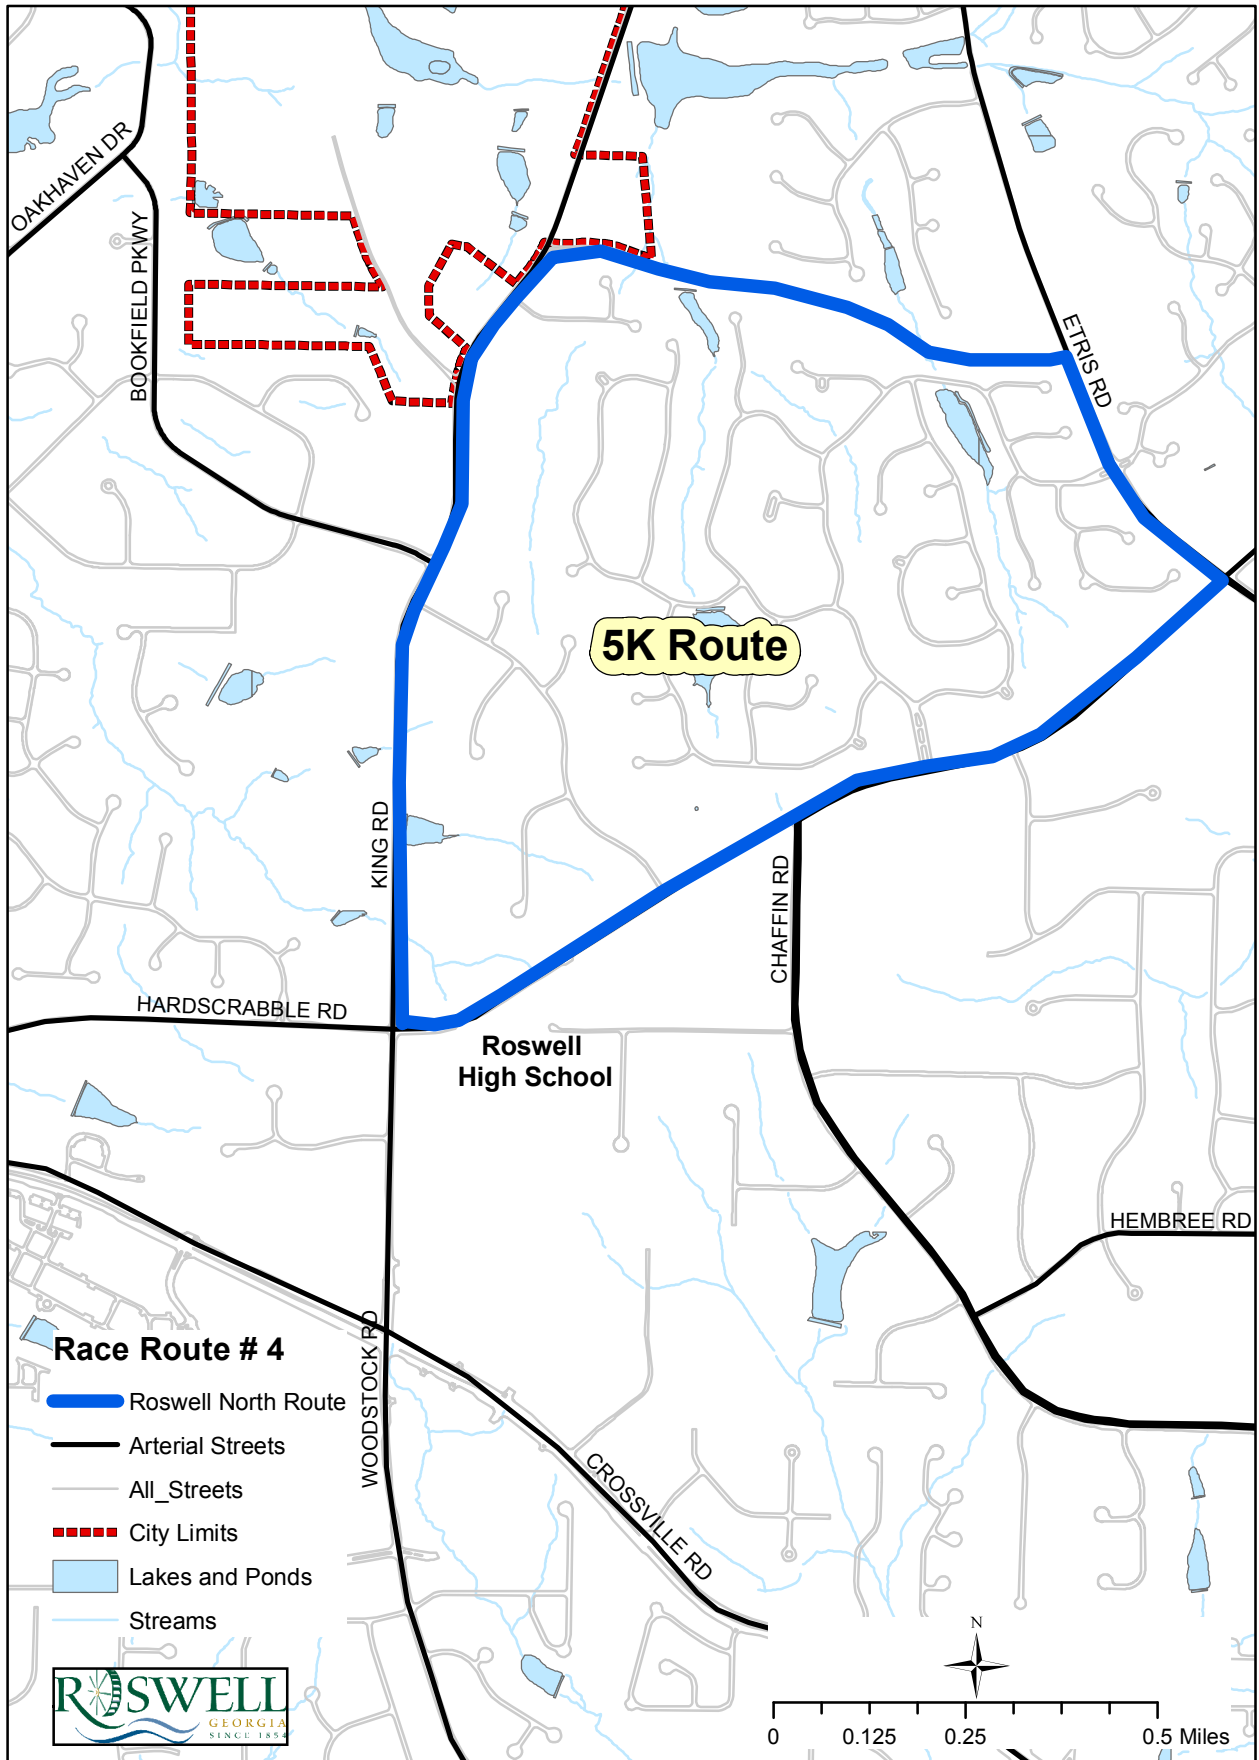 OAKHAVEN DR
BOOKFIELD PKWY
ETRIS RD
5K Route
KING RD
CHAFFIN RD
HARDSCRABBLE RD
Roswell
High School
HEMBREE RD
WOODSTOCK RD
CROSSVILLE RD
Race Route # 4
Roswell North Route
Arterial Streets
All_Streets
City Limits
Lakes and Ponds
Streams
ROSWELL
GEORGIA
SINCE 1854
N
0 0.125 0.25 0.5 Miles